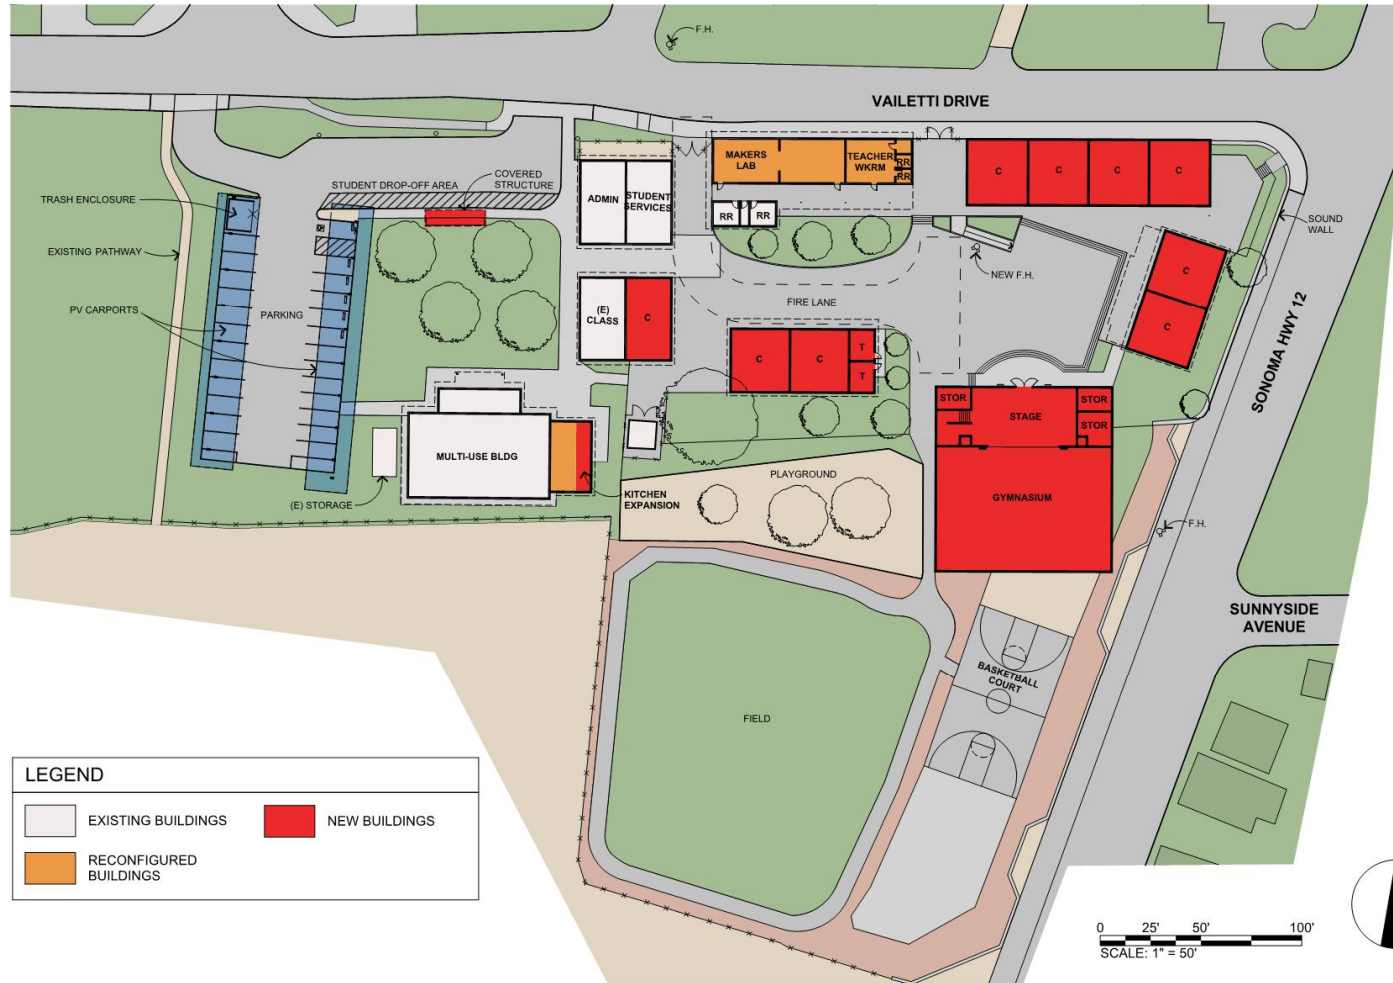 F.H.
VAILETTI DRIVE
MAKERS
LAB
TEACHER
WKRM
RR
RR
C
C
C
C
STUDENT DROP-OFF AREA
COVERED
STRUCTURE
ADMIN
STUDENT
SERVICES
RR
RR
TRASH ENCLOSURE
SOUND
WALL
EXISTING PATHWAY
NEW F.H.
C
C
PV CARPORTS
PARKING
(E)
CLASS
C
FIRE LANE
SONOMA HWY 12
C
C
T
T
STOR
STAGE
STOR
STOR
MULTI-USE BLDG
PLAYGROUND
(E) STORAGE
KITCHEN
EXPANSION
GYMNASIUM
F.H.
SUNNYSIDE
AVENUE
BASKETBALL
COURT
FIELD
LEGEND
EXISTING BUILDINGS
NEW BUILDINGS
RECONFIGURED
BUILDINGS
0 25' 50' 100'
SCALE: 1" = 50'